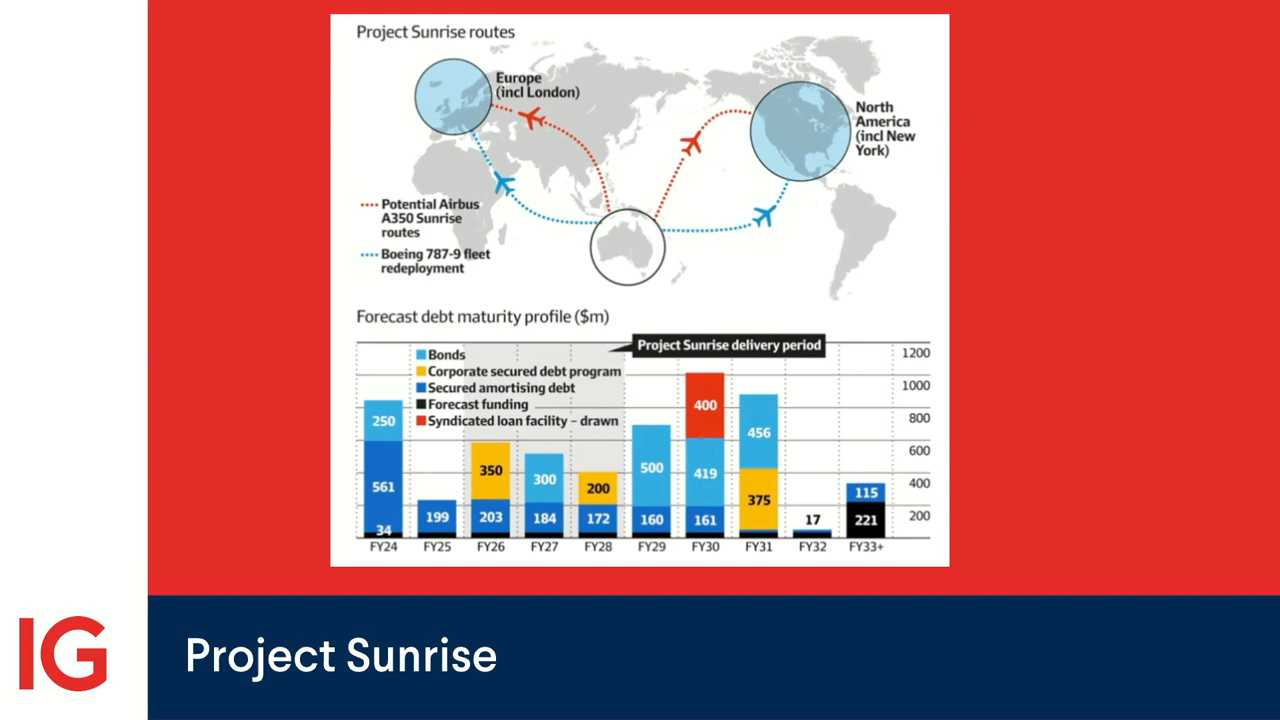 Project Sunrise routes
Europe
(incl London)
North
America
(incl New
York)
Potential Airbus
A350 Sunrise
routes
Boeing 787-9 fleet
redeployment
Forecast debt maturity profile ($m)
Project Sunrise delivery period
Bonds
Corporate secured debt program
Secured amortising debt
Forecast funding
Syndicated loan facility – drawn
1200
1000
800
600
400
200
250
561
34
199
350
203
300
184
200
172
500
160
400
419
161
456
375
17
115
221
FY24 FY25 FY26 FY27 FY28 FY29 FY30 FY31 FY32 FY33+
IG
Project Sunrise